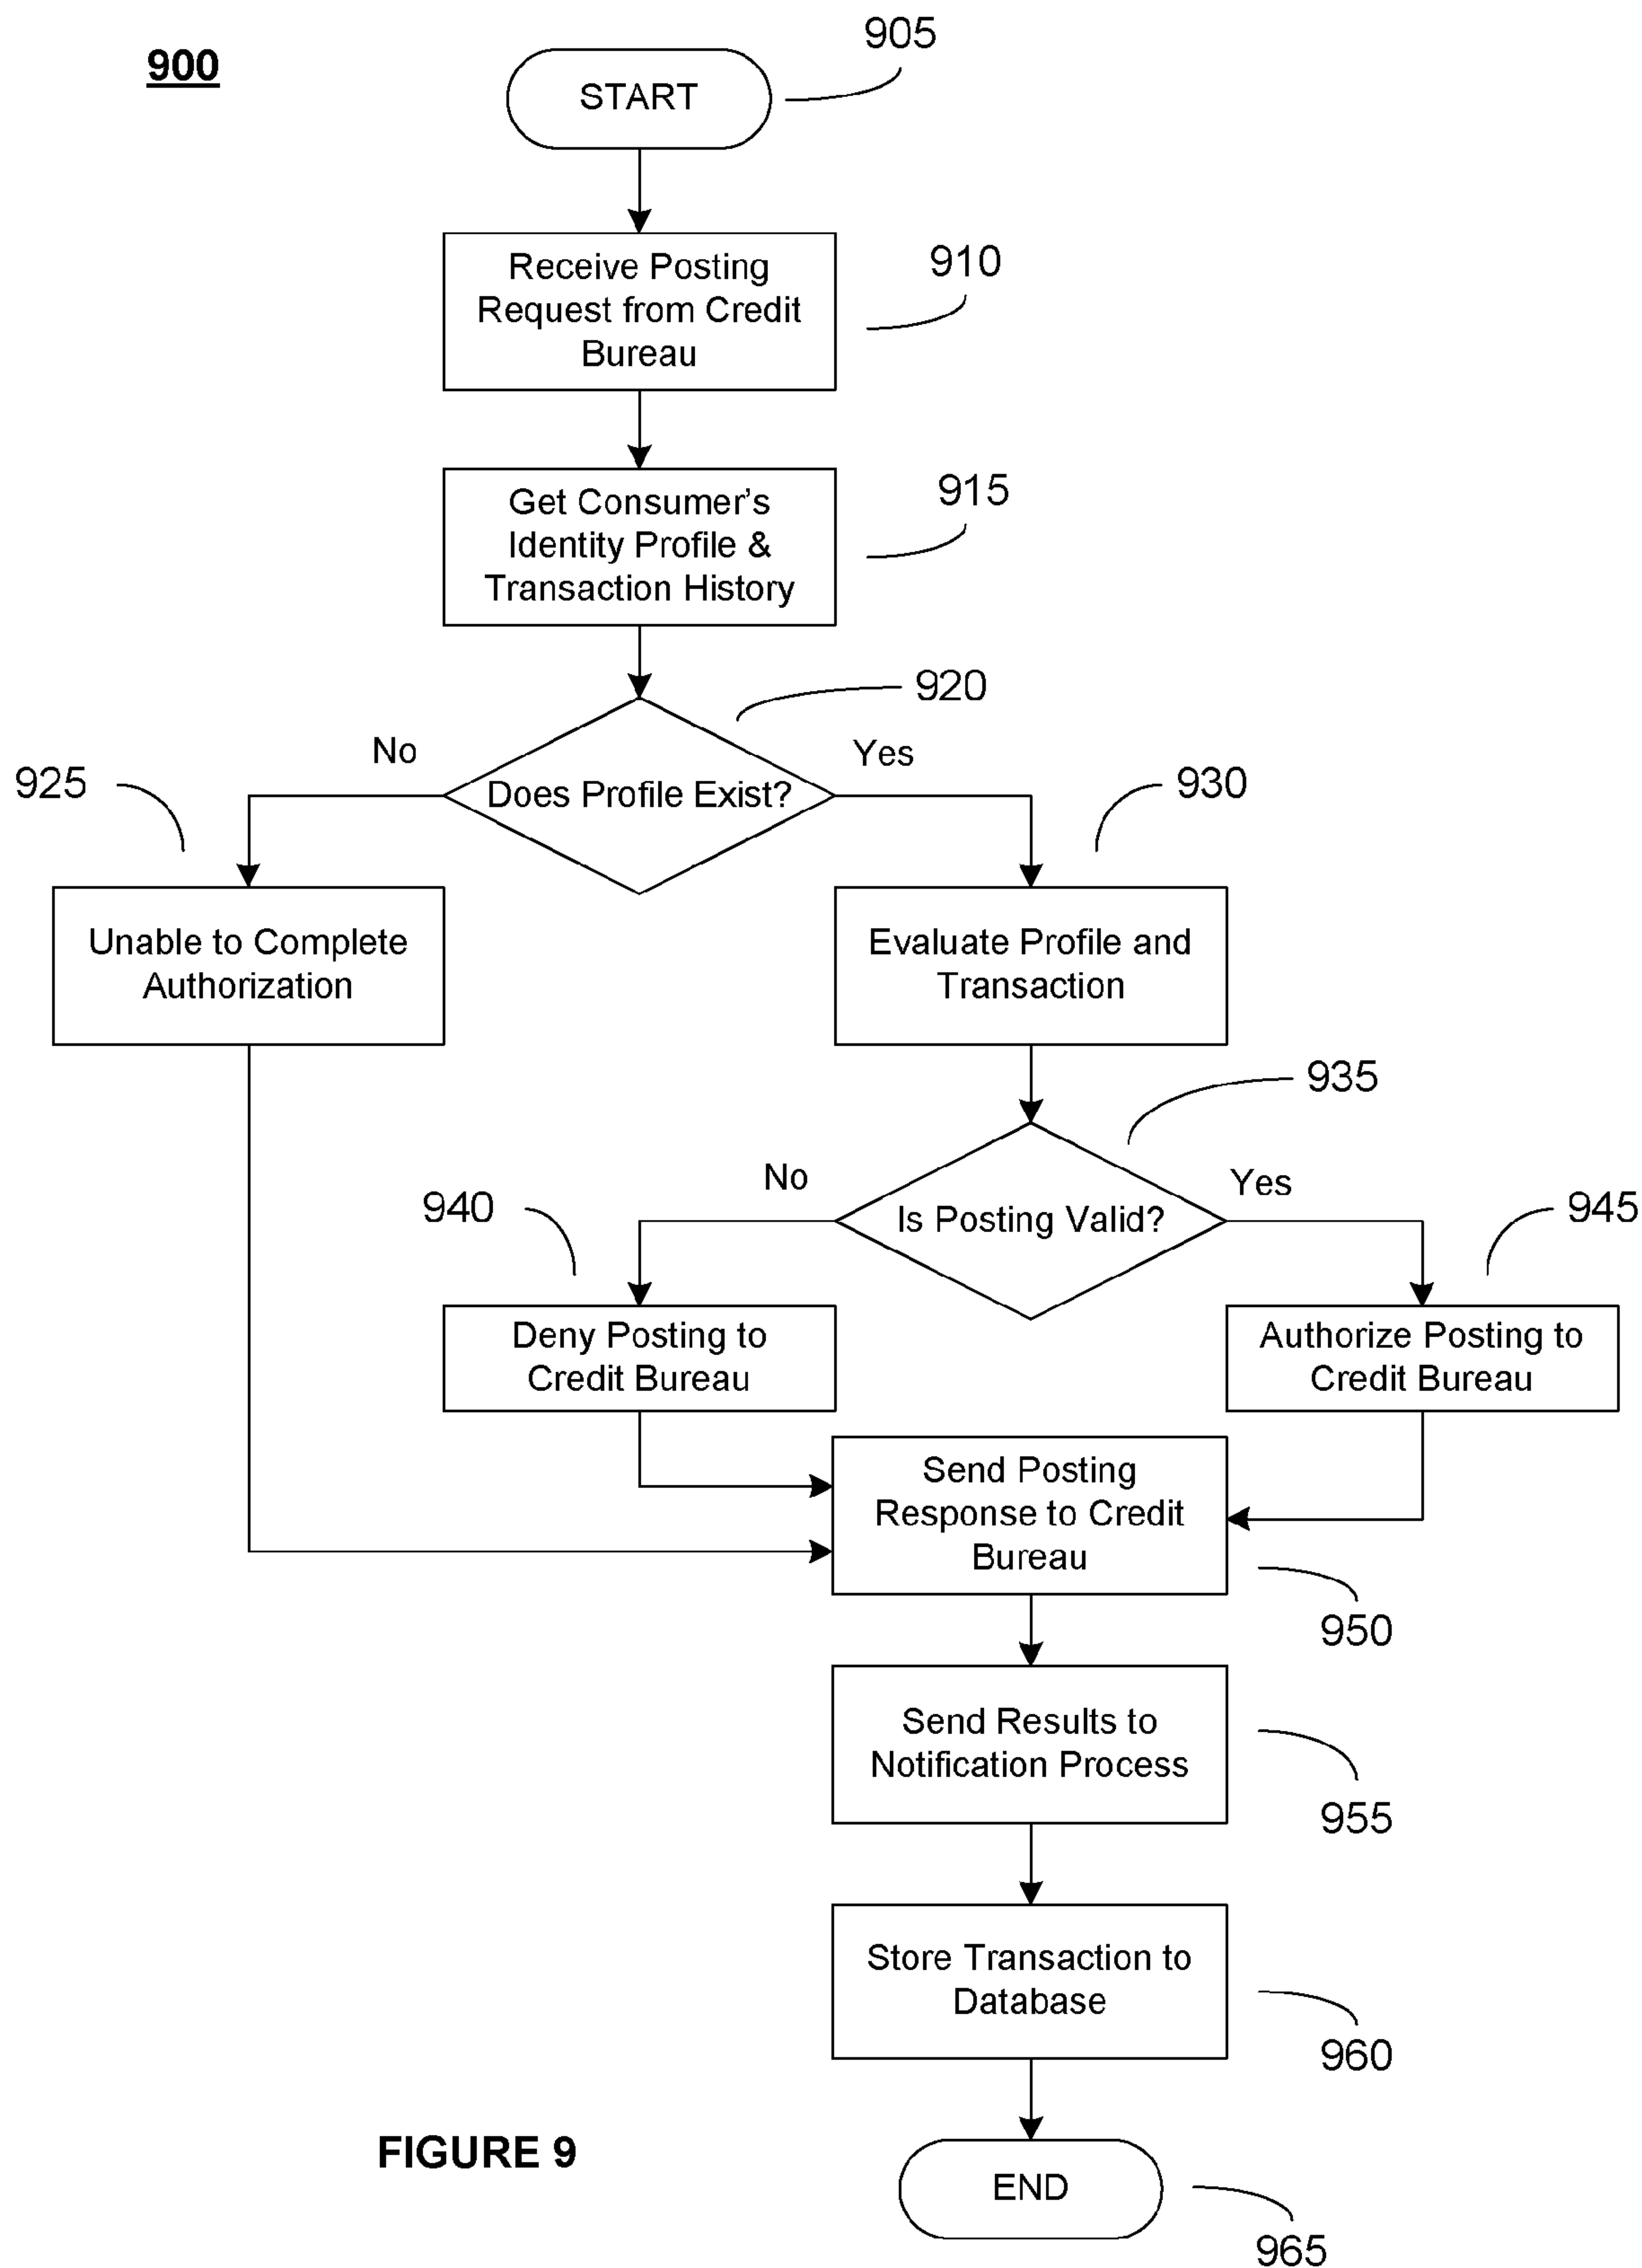 900
905
START
910
Receive Posting
Request from Credit
Bureau
915
Get Consumer's
Identity Profile &
Transaction History
920
No
Yes
Does Profile Exist?
925
930
Unable to Complete
Authorization
Evaluate Profile and
Transaction
935
No
Yes
Is Posting Valid?
940
945
Deny Posting to
Credit Bureau
Authorize Posting to
Credit Bureau
Send Posting
Response to Credit
Bureau
950
Send Results to
Notification Process
955
Store Transaction to
Database
960
FIGURE 9
END
965